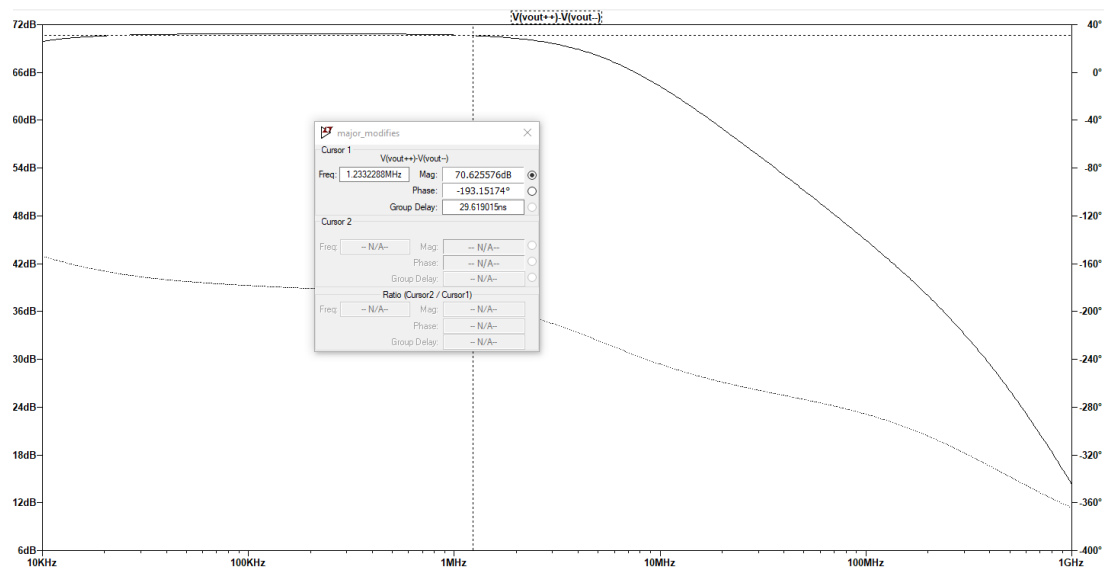 V(vout++)-V(vout--)
72dB
66dB
60dB
54dB
48dB
42dB
36dB
30dB
24dB
18dB
12dB
6dB
40°
0°
-40°
-80°
-120°
-160°
-200°
-240°
-280°
-320°
-360°
-400°
10KHz
100KHz
1MHz
10MHz
100MHz
1GHz
major_modifies
Cursor 1
V(vout++)-V(vout--)
Freq: 1.2332288MHz Mag: 70.625576dB
Phase: -193.15174°
Group Delay: 29.619015ns
Cursor 2
Freq: -- N/A-- Mag: -- N/A--
Phase: -- N/A--
Group Delay: -- N/A--
Ratio (Cursor2 / Cursor1)
Freq: -- N/A-- Mag: -- N/A--
Phase: -- N/A--
Group Delay: -- N/A--